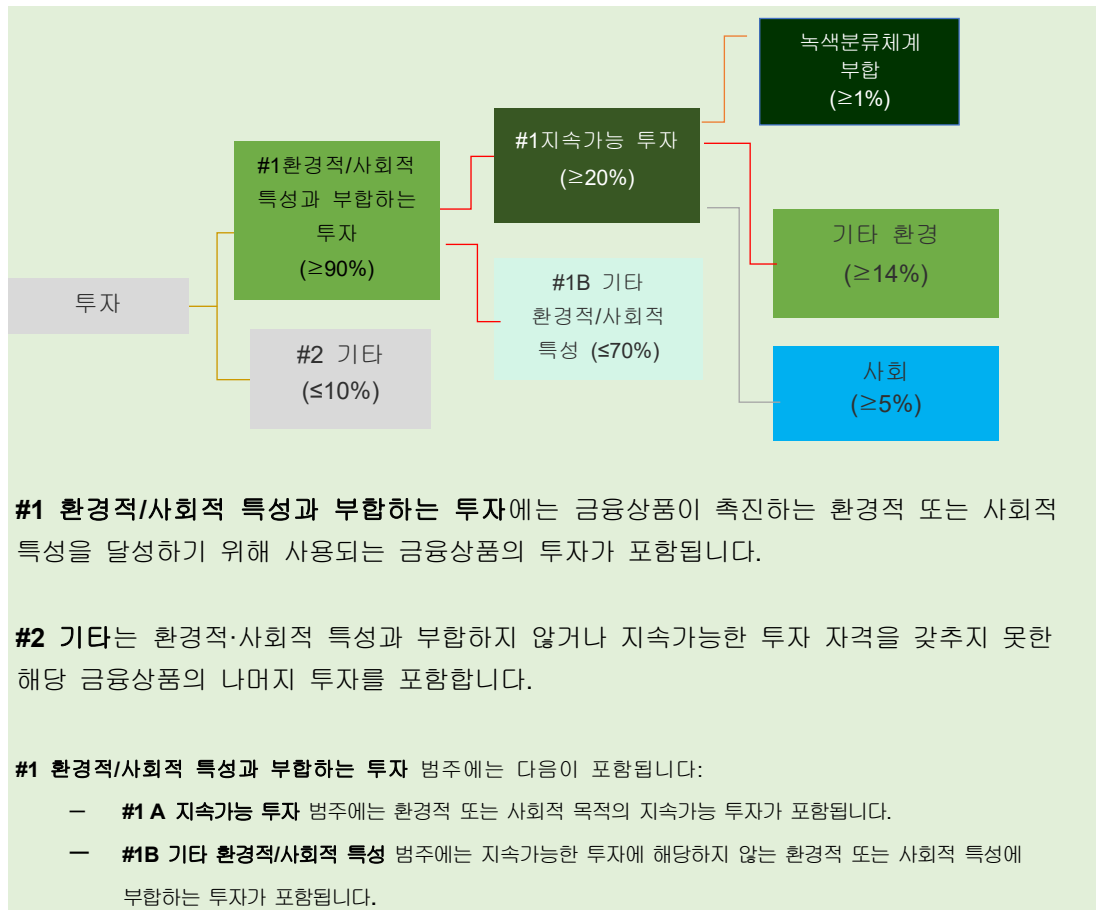 녹색분류체계
부합
(≥1%)
#1지속가능 투자
(≥20%)
#1환경적/사회적
특성과 부합하는
투자
(≥90%)
기타 환경
(≥14%)
#1B 기타
환경적/사회적
특성 (≤70%)
투자
#2 기타
(≤10%)
사회
(≥5%)
#1 환경적/사회적 특성과 부합하는 투자에는 금융상품이 촉진하는 환경적 또는 사회적
특성을 달성하기 위해 사용되는 금융상품의 투자가 포함됩니다.
#2 기타는 환경적·사회적 특성과 부합하지 않거나 지속가능한 투자 자격을 갖추지 못한
해당 금융상품의 나머지 투자를 포함합니다.
#1 환경적/사회적 특성과 부합하는 투자 범주에는 다음이 포함됩니다:
– #1 A 지속가능 투자 범주에는 환경적 또는 사회적 목적의 지속가능 투자가 포함됩니다.
– #1B 기타 환경적/사회적 특성 범주에는 지속가능한 투자에 해당하지 않는 환경적 또는 사회적 특성에
부합하는 투자가 포함됩니다.